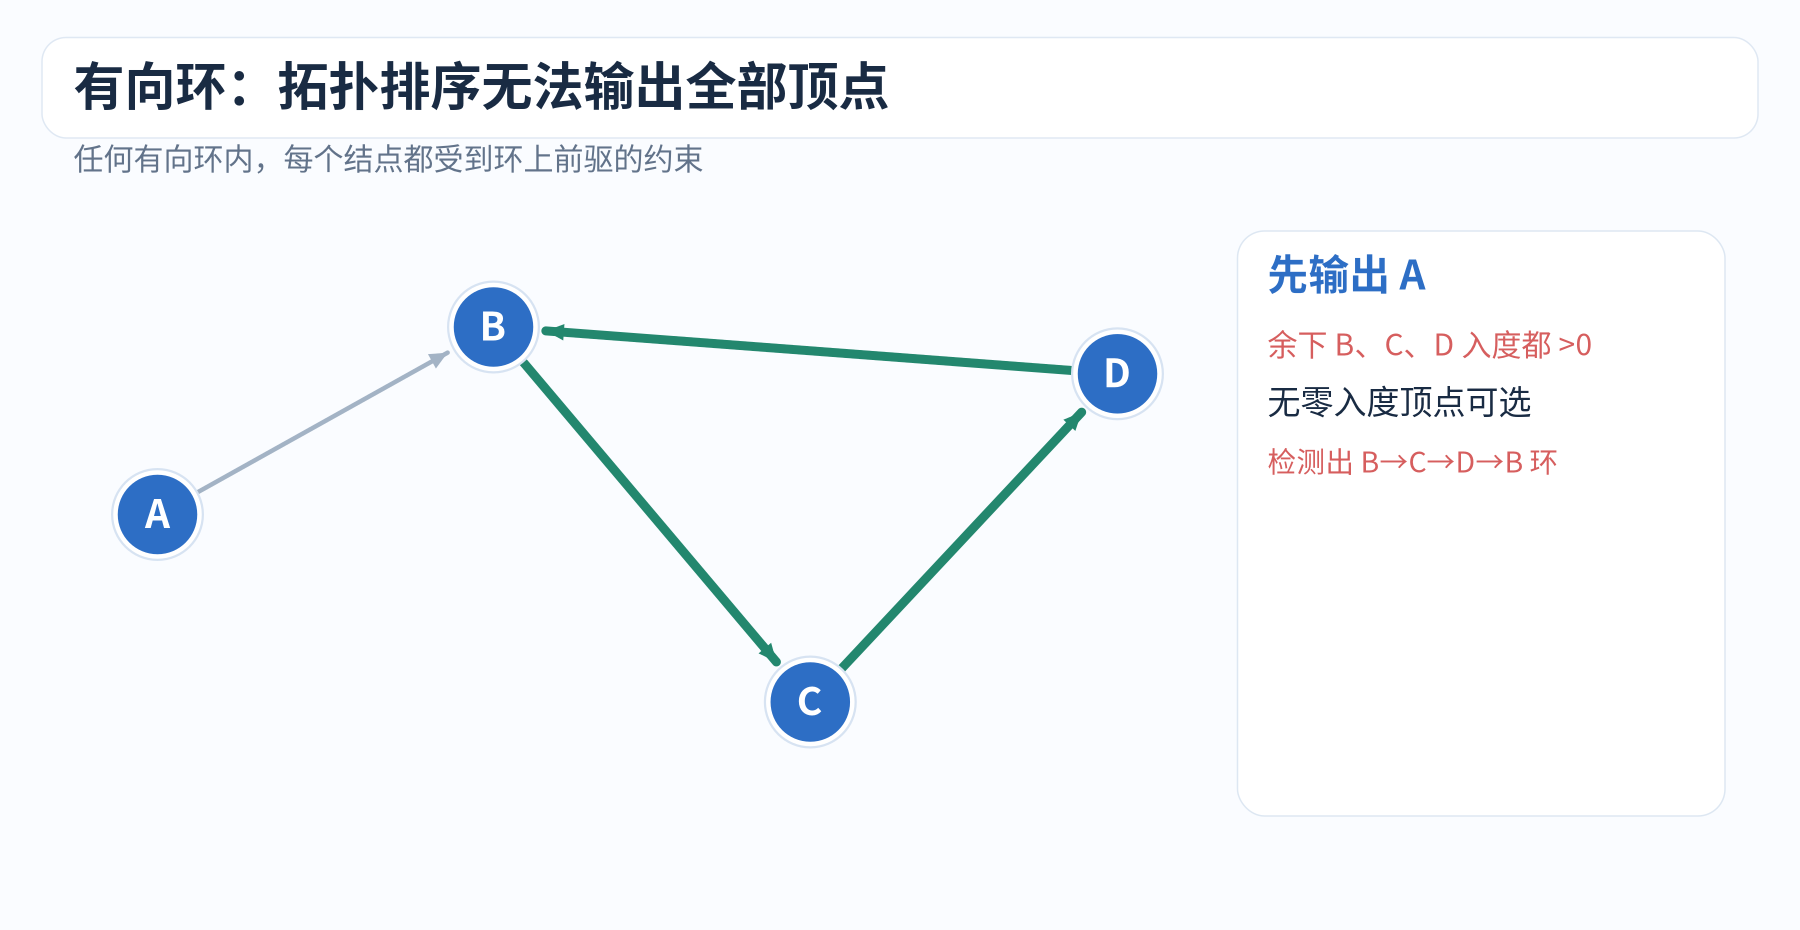 有向环：拓扑排序无法输出全部顶点
任何有向环内，每个结点都受到环上前驱的约束
先输出 A
余下 B、C、D 入度都 >0
无零入度顶点可选
检测出 B→C→D→B 环
B
D
A
C